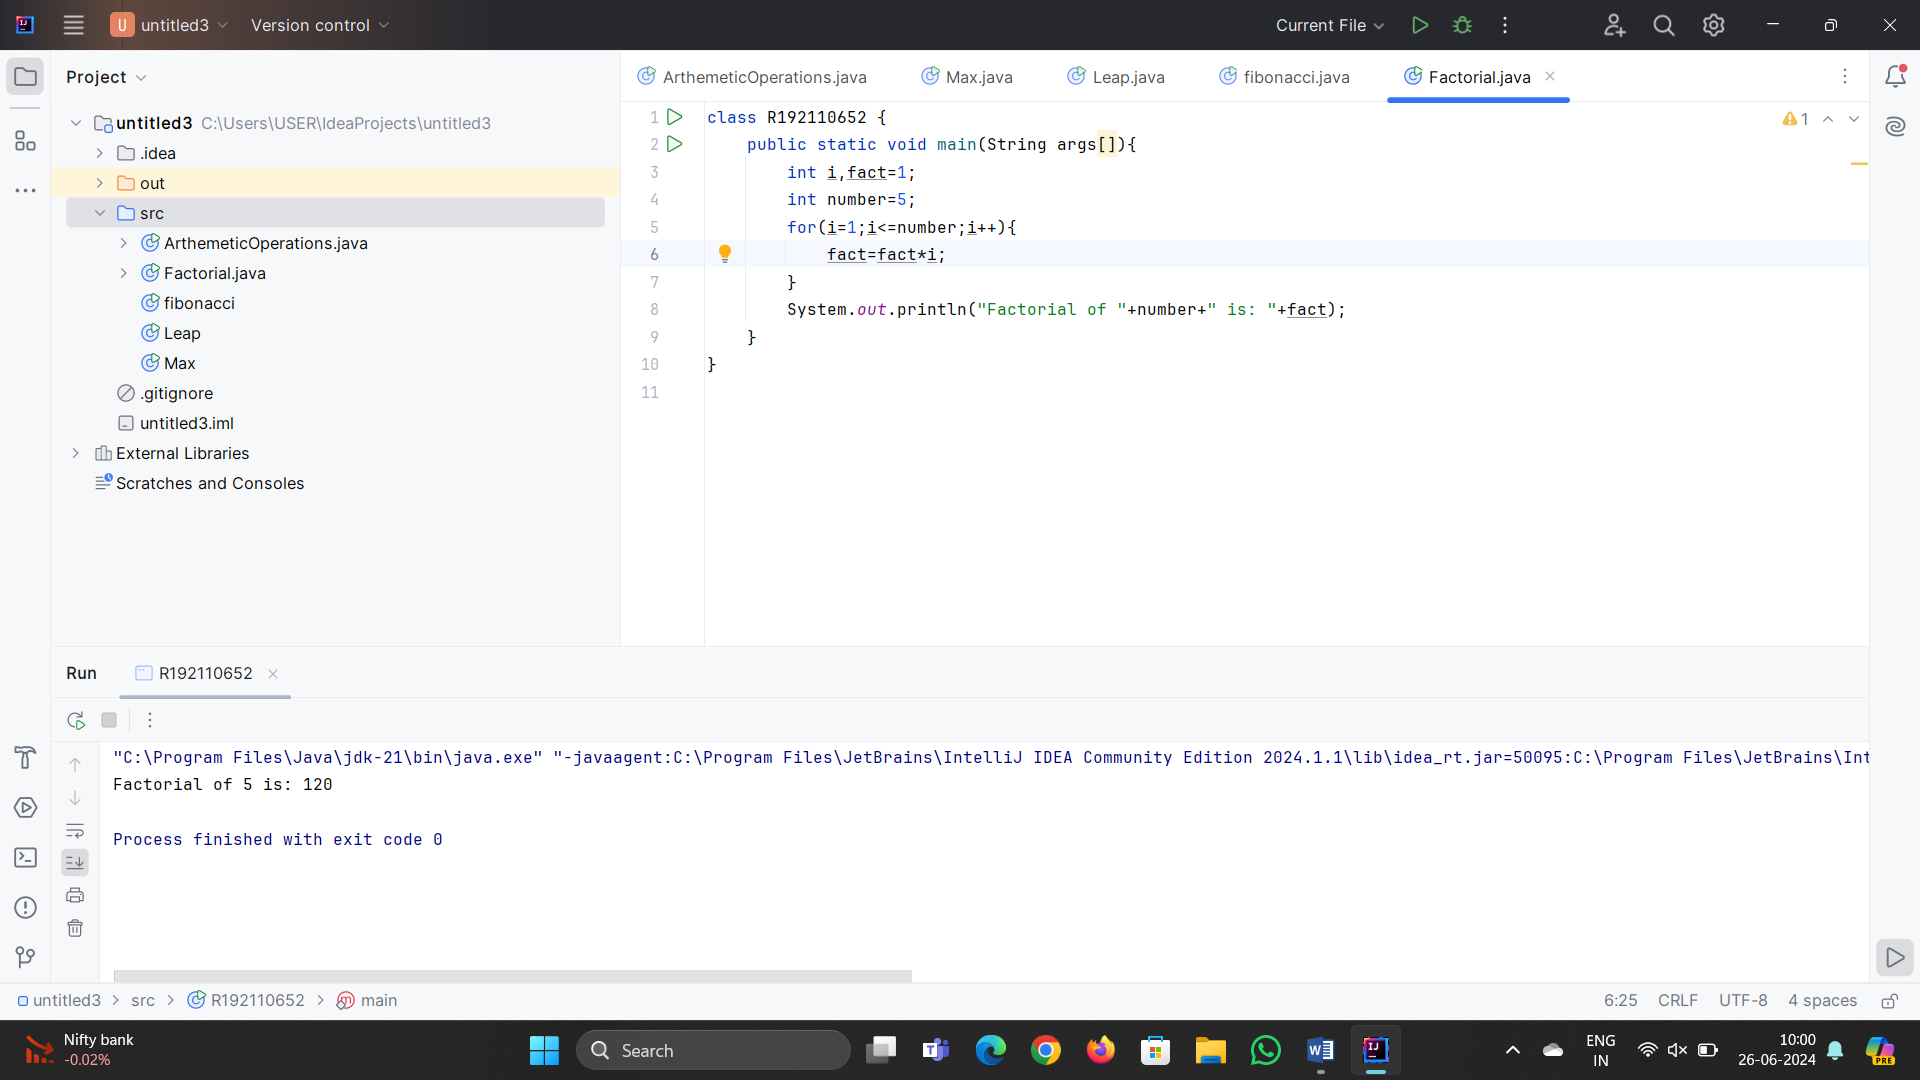 U untitled3 Version control Current File
Project
ArthemeticOperations.java Max.java Leap.java fibonacci.java Factorial.java
untitled3 C:\Users\USER\IdeaProjects\untitled3
.idea
out
src
ArthemeticOperations.java
Factorial.java
fibonacci
Leap
Max
.gitignore
untitled3.iml
External Libraries
Scratches and Consoles
1 class R192110652 {
2 public static void main(String args[]){
3 int i,fact=1;
4 int number=5;
5 for(i=1;i<=number;i++){
6 fact=fact*i;
7 }
8 System.out.println("Factorial of "+number+" is: "+fact);
9 }
10 }
11
1
Run R192110652
"C:\Program Files\Java\jdk-21\bin\java.exe" "-javaagent:C:\Program Files\JetBrains\IntelliJ IDEA Community Edition 2024.1.1\lib\idea_rt.jar=50095:C:\Program Files\JetBrains\Int
Factorial of 5 is: 120
Process finished with exit code 0
untitled3 > src > R192110652 > main 6:25 CRLF UTF-8 4 spaces
Nifty bank
-0.02%
Search
ENG
IN
10:00
26-06-2024
PRE